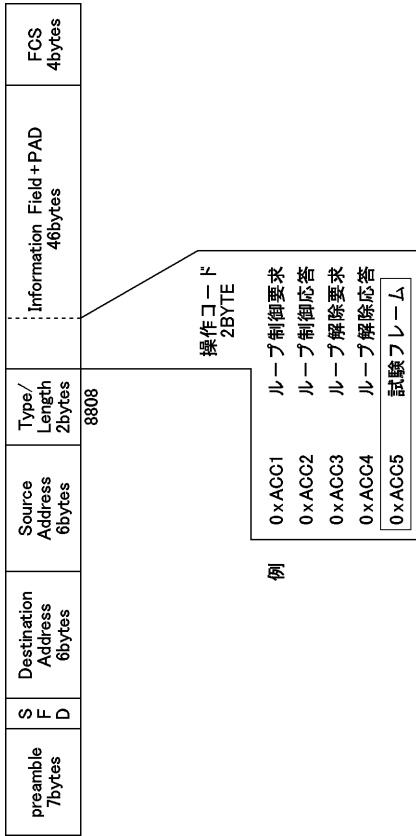 preamble
7bytes
S
F
D
Destination
Address
6bytes
Source
Address
6bytes
Type/
Length
2bytes
Information Field+PAD
46bytes
FCS
4bytes
8808
操作コード
2BYTE
例
0xACC1 ループ制御要求
0xACC2 ループ制御応答
0xACC3 ループ解除要求
0xACC4 ループ解除応答
0xACC5 試験フレーム